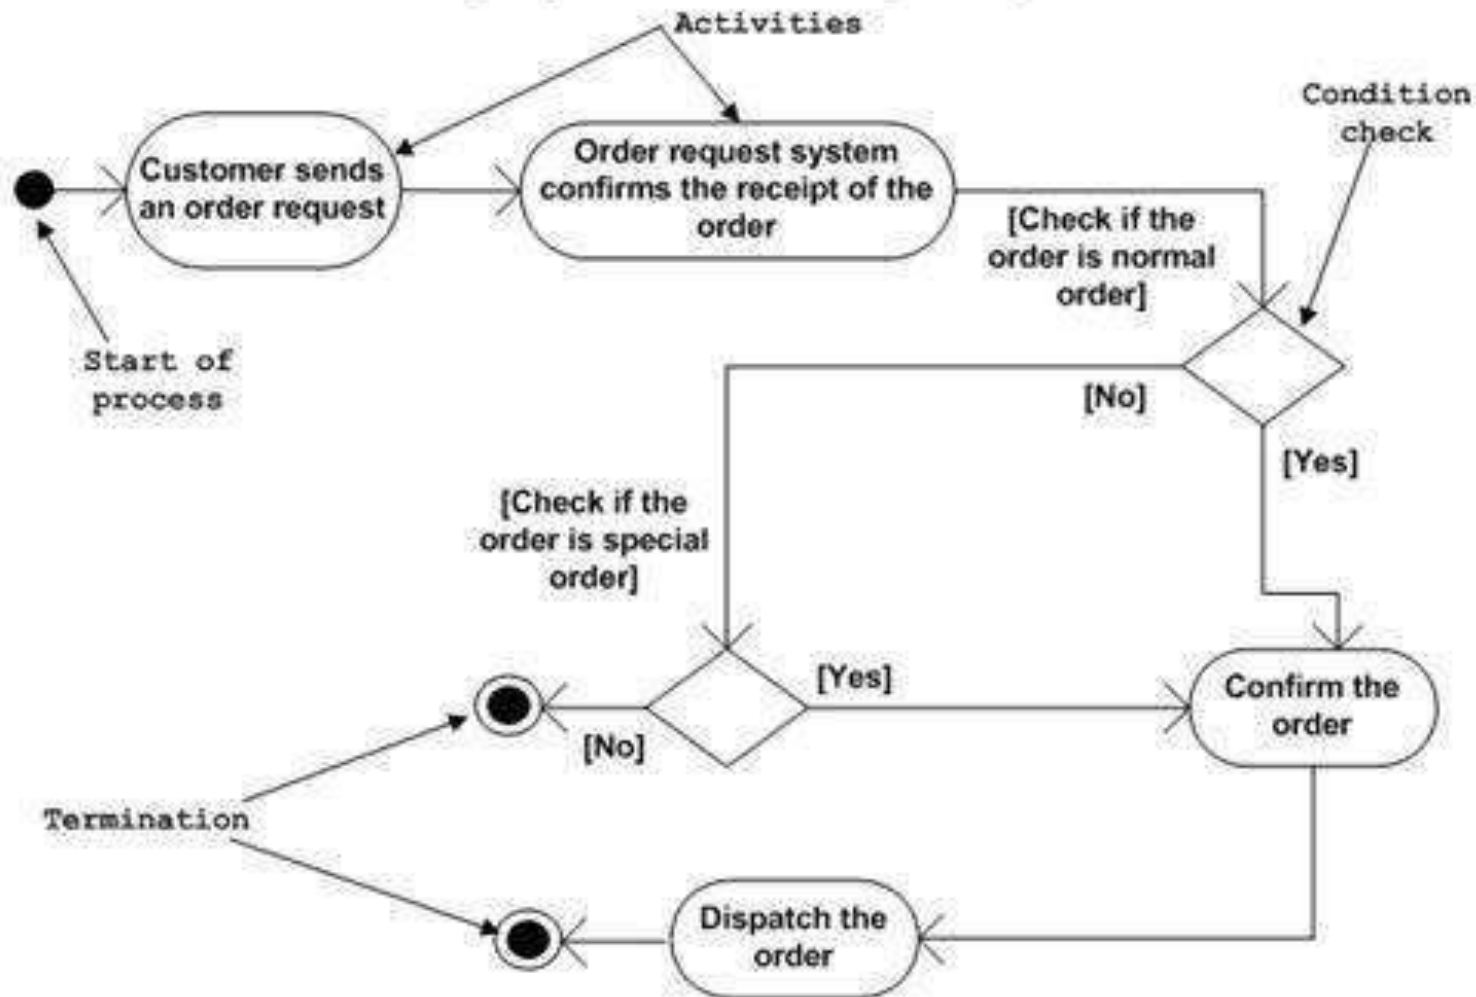 Activities
Condition
check
Customer sends
an order request
Order request system
confirms the receipt of the
order
[Check if the
order is normal
order]
Start of
process
[No]
[Yes]
[Check if the
order is special
order]
[Yes]
[No]
Confirm the
order
Termination
Dispatch the
order